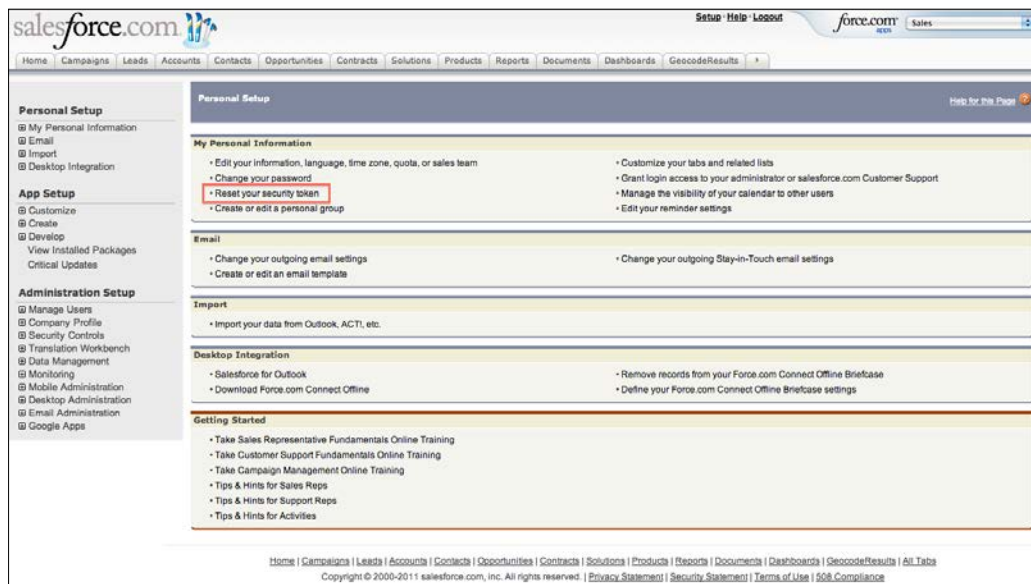 salesforce.com
Setup · Help · Logout
force.com apps
Sales
Home Campaigns Leads Accounts Contacts Opportunities Contracts Solutions Products Reports Documents Dashboards GeocodeResults
Personal Setup
My Personal Information
Email
Import
Desktop Integration
App Setup
Customize
Create
Develop
View Installed Packages
Critical Updates
Administration Setup
Manage Users
Company Profile
Security Controls
Translation Workbench
Data Management
Monitoring
Mobile Administration
Desktop Administration
Email Administration
Google Apps
Personal Setup
Help for this Page ?
My Personal Information
• Edit your information, language, time zone, quota, or sales team
• Change your password
• Reset your security token
• Create or edit a personal group
• Customize your tabs and related lists
• Grant login access to your administrator or salesforce.com Customer Support
• Manage the visibility of your calendar to other users
• Edit your reminder settings
Email
• Change your outgoing email settings
• Create or edit an email template
• Change your outgoing Stay-in-Touch email settings
Import
• Import your data from Outlook, ACT!, etc.
Desktop Integration
• Salesforce for Outlook
• Download Force.com Connect Offline
• Remove records from your Force.com Connect Offline Briefcase
• Define your Force.com Connect Offline Briefcase settings
Getting Started
• Take Sales Representative Fundamentals Online Training
• Take Customer Support Fundamentals Online Training
• Take Campaign Management Online Training
• Tips & Hints for Sales Reps
• Tips & Hints for Support Reps
• Tips & Hints for Activities
Home | Campaigns | Leads | Accounts | Contacts | Opportunities | Contracts | Solutions | Products | Reports | Documents | Dashboards | GeocodeResults | All Tabs
Copyright © 2000-2011 salesforce.com, inc. All rights reserved. | Privacy Statement | Security Statement | Terms of Use | 508 Compliance